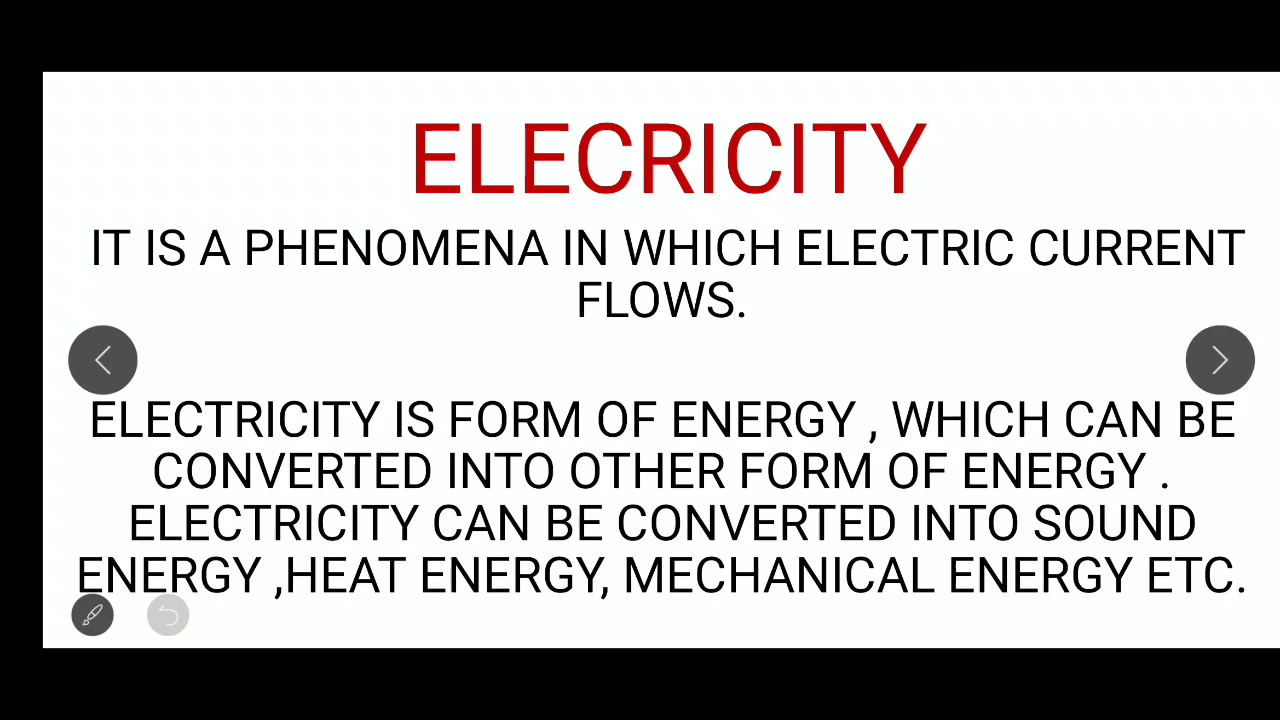 ELECRICITY
IT IS A PHENOMENA IN WHICH ELECTRIC CURRENT
FLOWS.
ELECTRICITY IS FORM OF ENERGY , WHICH CAN BE
CONVERTED INTO OTHER FORM OF ENERGY .
ELECTRICITY CAN BE CONVERTED INTO SOUND
ENERGY ,HEAT ENERGY, MECHANICAL ENERGY ETC.